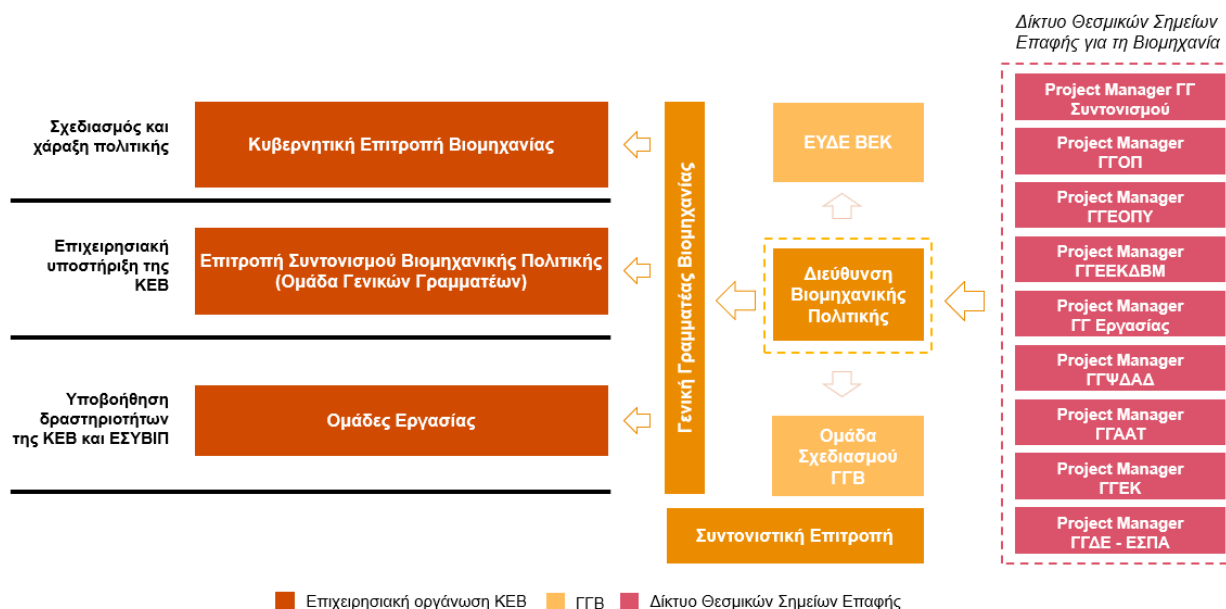 Δίκτυο Θεσμικών Σημείων
Επαφής για τη Βιομηχανία
Σχεδιασμός και
χάραξη πολιτικής
Κυβερνητική Επιτροπή Βιομηχανίας
Επιχειρησιακή
υποστήριξη της
ΚΕΒ
Επιτροπή Συντονισμού Βιομηχανικής Πολιτικής
(Ομάδα Γενικών Γραμματέων)
Υποβοήθηση
δραστηριοτήτων
της ΚΕΒ και ΕΣΥΒΙΠ
Ομάδες Εργασίας
Γενική Γραμματέας Βιομηχανίας
ΕΥΔΕ ΒΕΚ
Διεύθυνση
Βιομηχανικής
Πολιτικής
Ομάδα
Σχεδιασμού
ΓΓΒ
Συντονιστική Επιτροπή
Project Manager ΓΓ
Συντονισμού
Project Manager
ΓΓΟΠ
Project Manager
ΓΓΕΟΠΥ
Project Manager
ΓΓΕΕΚΔΒΜ
Project Manager
ΓΓ Εργασίας
Project Manager
ΓΓΨΔΑΔ
Project Manager
ΓΓΑΑΤ
Project Manager
ΓΓΕΚ
Project Manager
ΓΓΔΕ - ΕΣΠΑ
Επιχειρησιακή οργάνωση ΚΕΒ
ΓΓΒ
Δίκτυο Θεσμικών Σημείων Επαφής